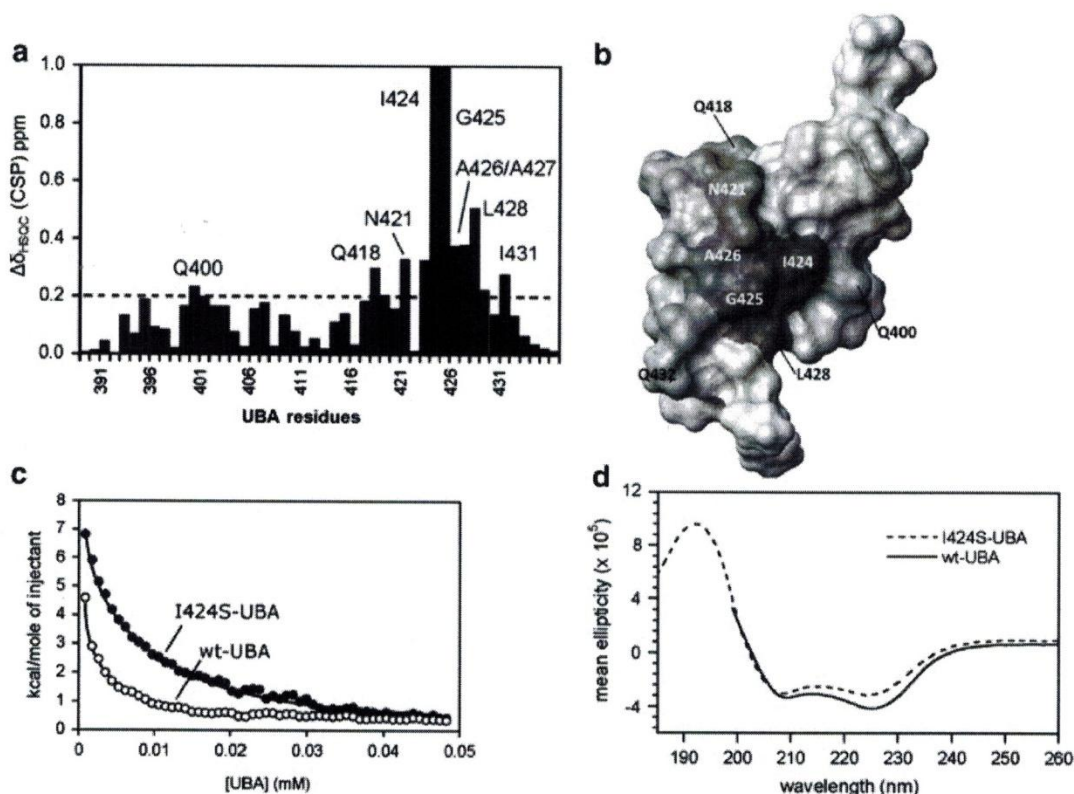 a
Δδ_HSQC (CSP) ppm
1.0
0.8
0.6
0.4
0.2
0.0
I424
G425
A426/A427
L428
N421
Q418
I431
Q400
391
396
401
406
411
416
421
426
431
UBA residues
b
Q418
N421
A426
I424
G425
Q400
Q432
L428
c
kcal/mole of injectant
8
7
6
5
4
3
2
1
0
I424S-UBA
wt-UBA
0
0.01
0.02
0.03
0.04
0.05
[UBA] (mM)
d
mean ellipticity (x 10⁵)
12
8
4
0
-4
I424S-UBA
wt-UBA
190
200
210
220
230
240
250
260
wavelength (nm)